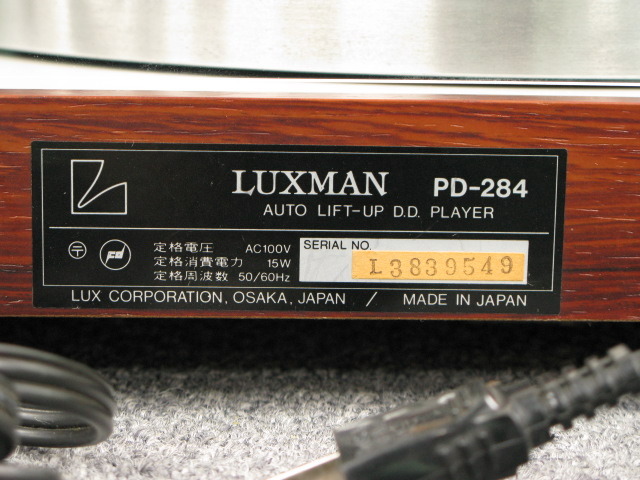 LUXMAN PD-284
AUTO LIFT-UP D.D. PLAYER
定格電圧 AC100V
定格消費電力 15W
定格周波数 50/60Hz
SERIAL NO.
L3839549
LUX CORPORATION, OSAKA, JAPAN / MADE IN JAPAN